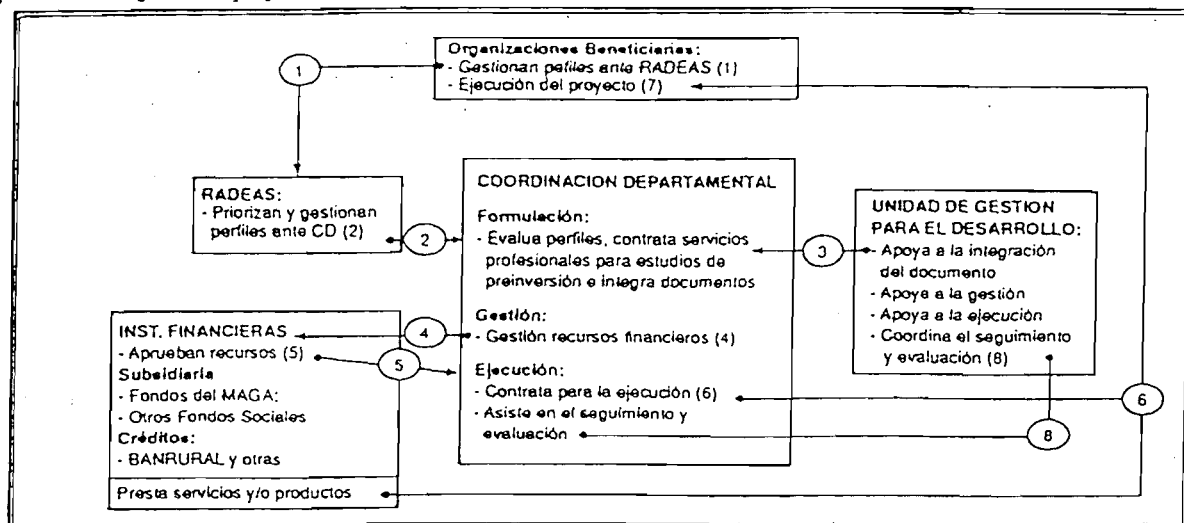 Organizaciones Beneficiarias:
- Gestionan pefiles ante RADEAS (1)
- Ejecución del proyecto (7)
1
RADEAS:
- Priorizan y gestionan
perfiles ante CD (2)
2
COORDINACION DEPARTAMENTAL
Formulación:
- Evalua perfiles, contrata servicios
profesionales para estudios de
preinversión e integra documentos
Gestión:
- Gestión recursos financieros (4)
Ejecución:
- Contrata para la ejecución (6)
- Asiste en el seguimiento y
evaluación
3
UNIDAD DE GESTION
PARA EL DESARROLLO:
- Apoya a la integración
del documento
- Apoya a la gestión
- Apoya a la ejecución
- Coordina el seguimiento
y evaluación (8)
INST. FINANCIERAS
- Aprueban recursos (5)
Subsidiaria
- Fondos del MAGA:
- Otros Fondos Sociales
Créditos:
- BANRURAL y otras
Presta servicios y/o productos
4
5
6
8